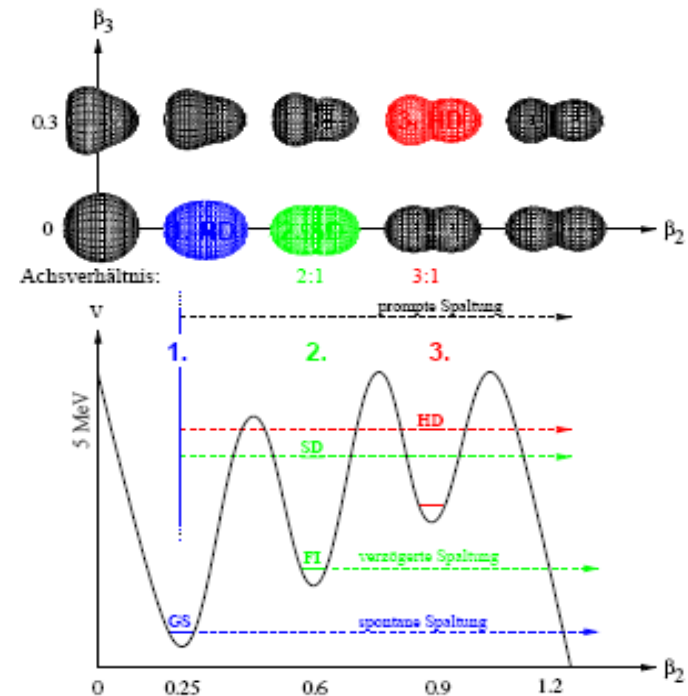 β3
0.3
0
β2
Achsverhältnis: 2:1 3:1
V
prompte Spaltung
1. 2. 3.
5 MeV
HD
SD
FI verzögerte Spaltung
GS spontane Spaltung
β2
0 0.25 0.6 0.9 1.2